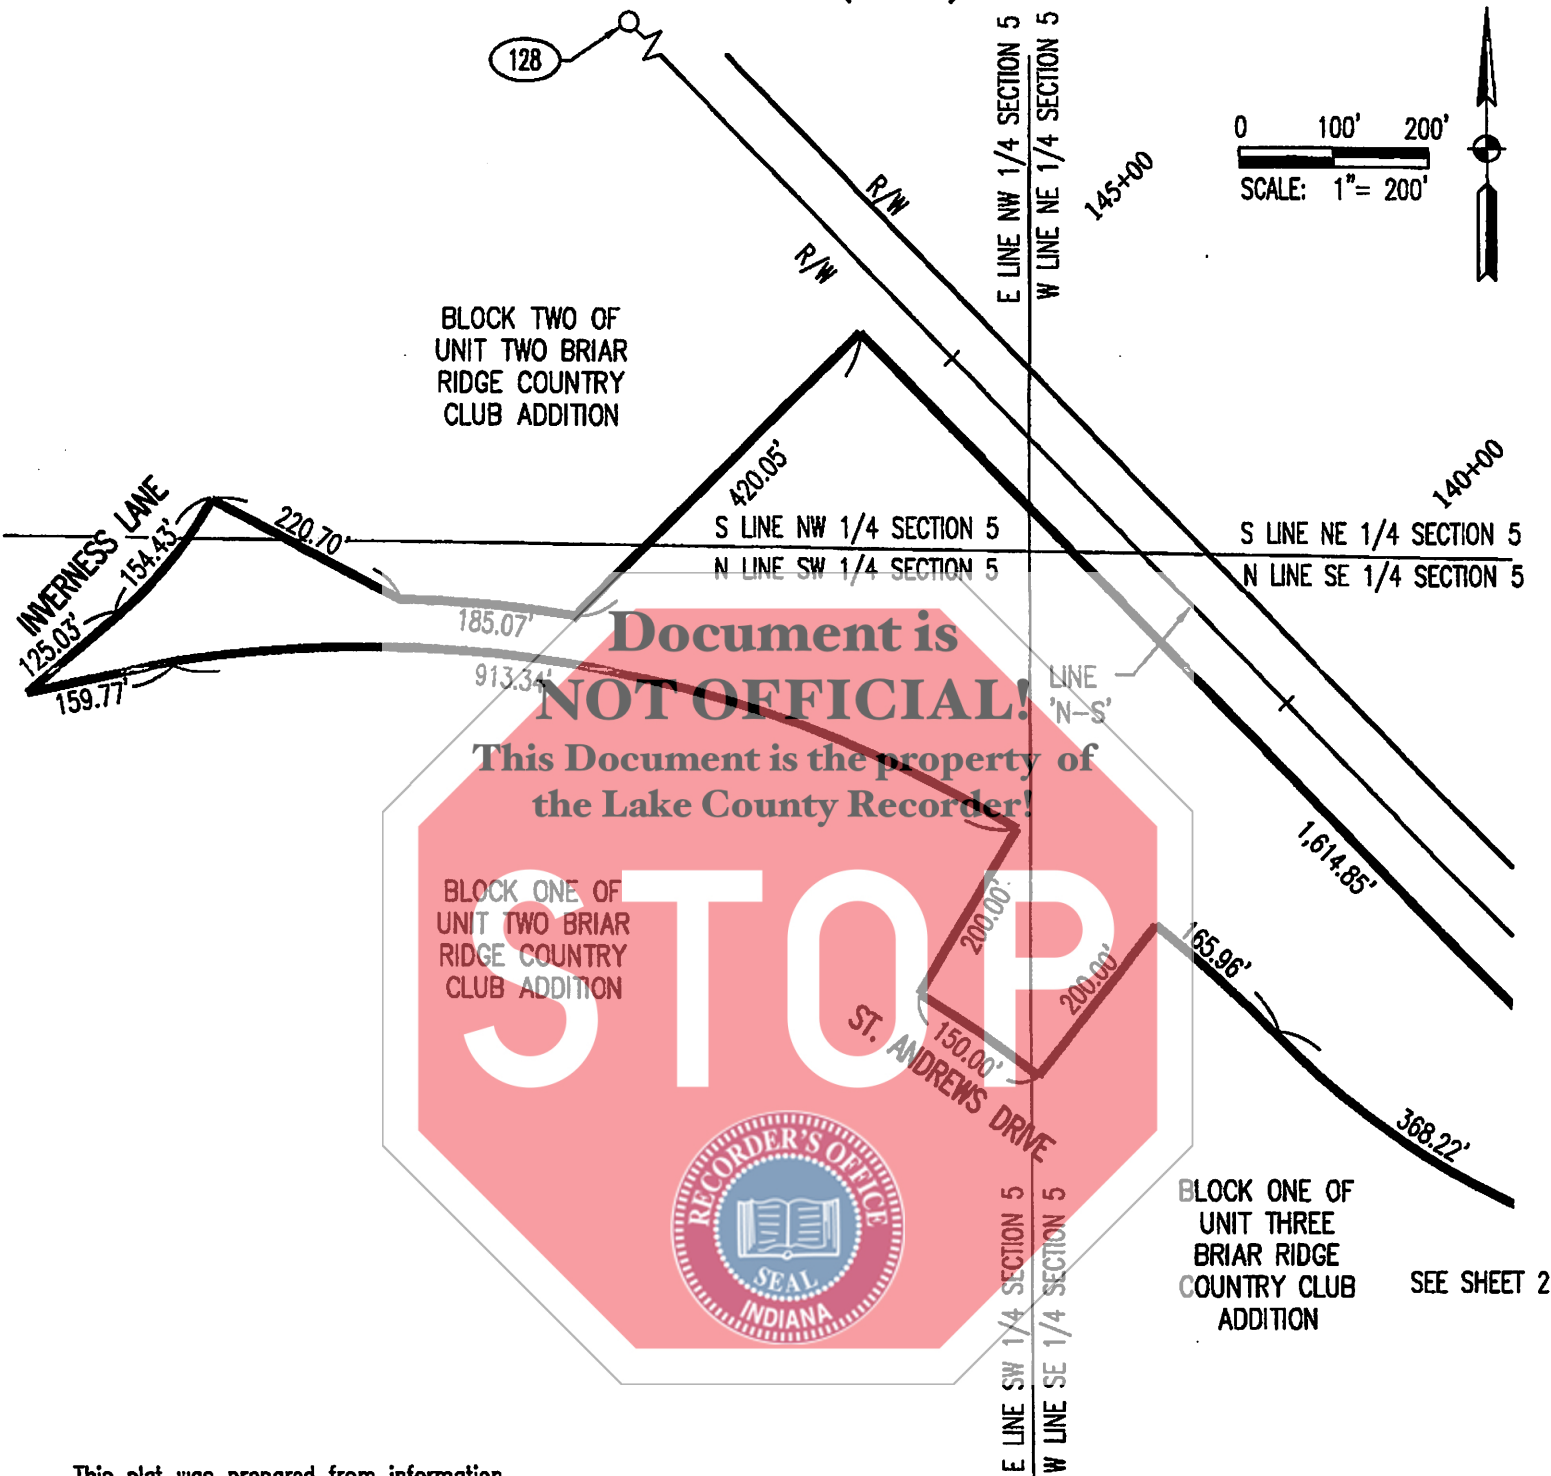 128
E LINE NW 1/4 SECTION 5
W LINE NE 1/4 SECTION 5
0 100' 200'
SCALE: 1"= 200'
145+00
R/W
R/W
BLOCK TWO OF
UNIT TWO BRIAR
RIDGE COUNTRY
CLUB ADDITION
420.05'
140+00
INVERNESS LANE
154.43'
220.70'
S LINE NW 1/4 SECTION 5
N LINE SW 1/4 SECTION 5
S LINE NE 1/4 SECTION 5
N LINE SE 1/4 SECTION 5
125.03'
159.77'
185.07'
913.34'
Document is
NOT OFFICIAL!
This Document is the property of
the Lake County Recorder!
STOP
LINE
'N-S'
1,614.85'
BLOCK ONE OF
UNIT TWO BRIAR
RIDGE COUNTRY
CLUB ADDITION
200.00'
200.00'
165.96'
150.00'
ST. ANDREWS DRIVE
368.22'
RECORDER'S OFFICE
SEAL
INDIANA
E LINE SW 1/4 SECTION 5
W LINE SE 1/4 SECTION 5
BLOCK ONE OF
UNIT THREE
BRIAR RIDGE
COUNTRY CLUB
ADDITION
SEE SHEET 2
This plat was prepared from information